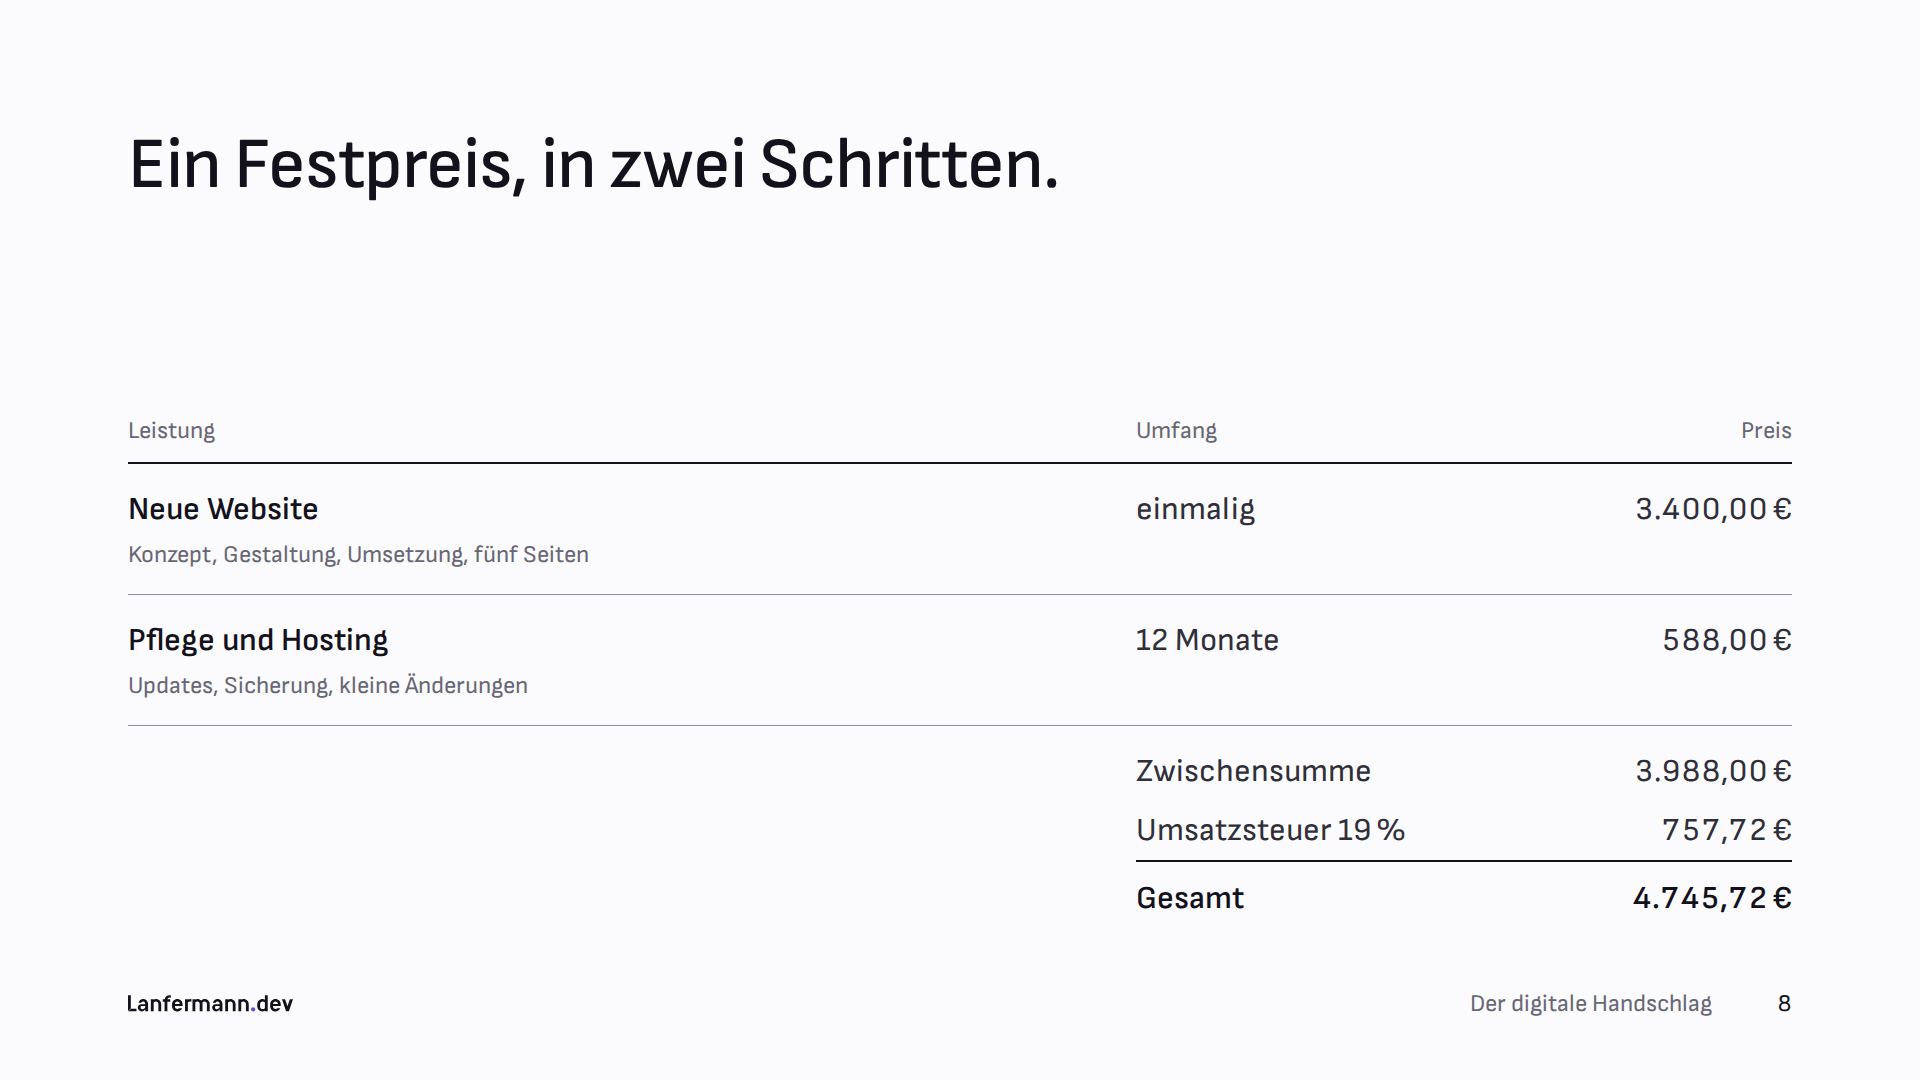 Ein Festpreis, in zwei Schritten.
Leistung Umfang Preis
Neue Website einmalig 3.400,00 €
Konzept, Gestaltung, Umsetzung, fünf Seiten
Pflege und Hosting 12 Monate 588,00 €
Updates, Sicherung, kleine Änderungen
Zwischensumme 3.988,00 €
Umsatzsteuer 19 % 757,72 €
Gesamt 4.745,72 €
Lanfermann.dev Der digitale Handschlag 8